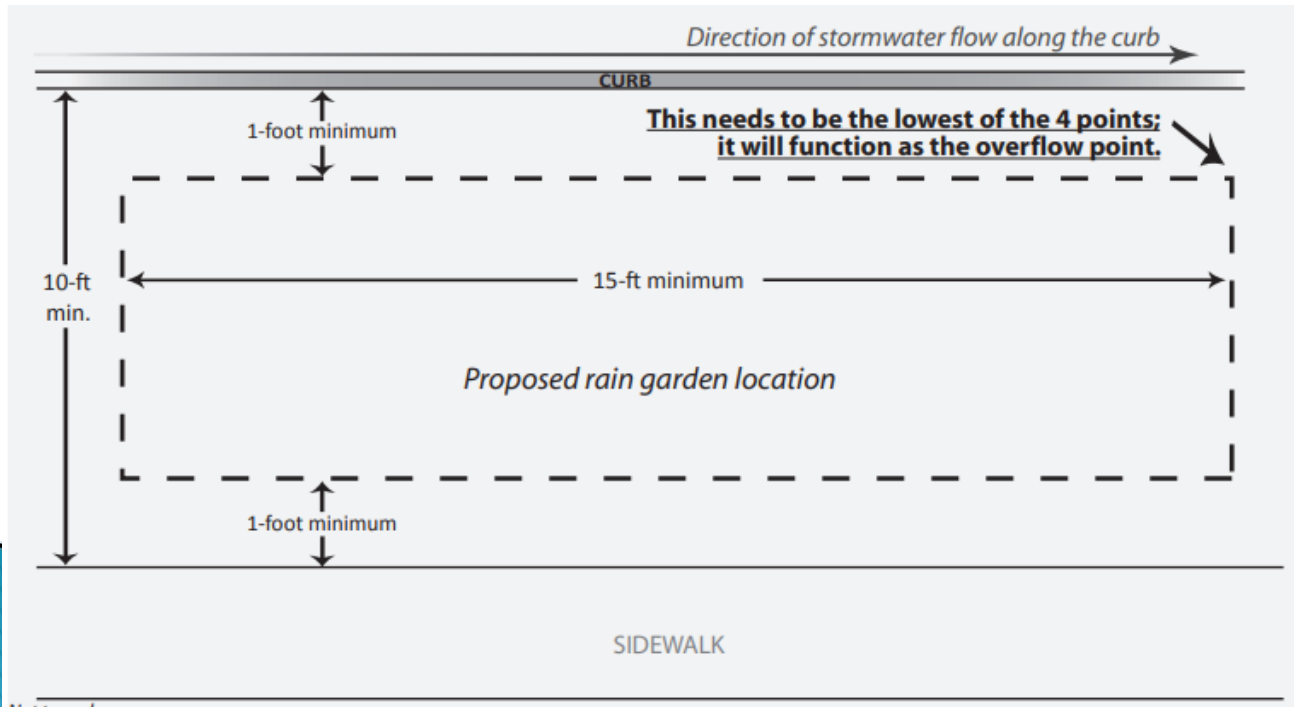 Direction of stormwater flow along the curb
CURB
1-foot minimum
This needs to be the lowest of the 4 points;
it will function as the overflow point.
10-ft
min.
15-ft minimum
Proposed rain garden location
1-foot minimum
SIDEWALK